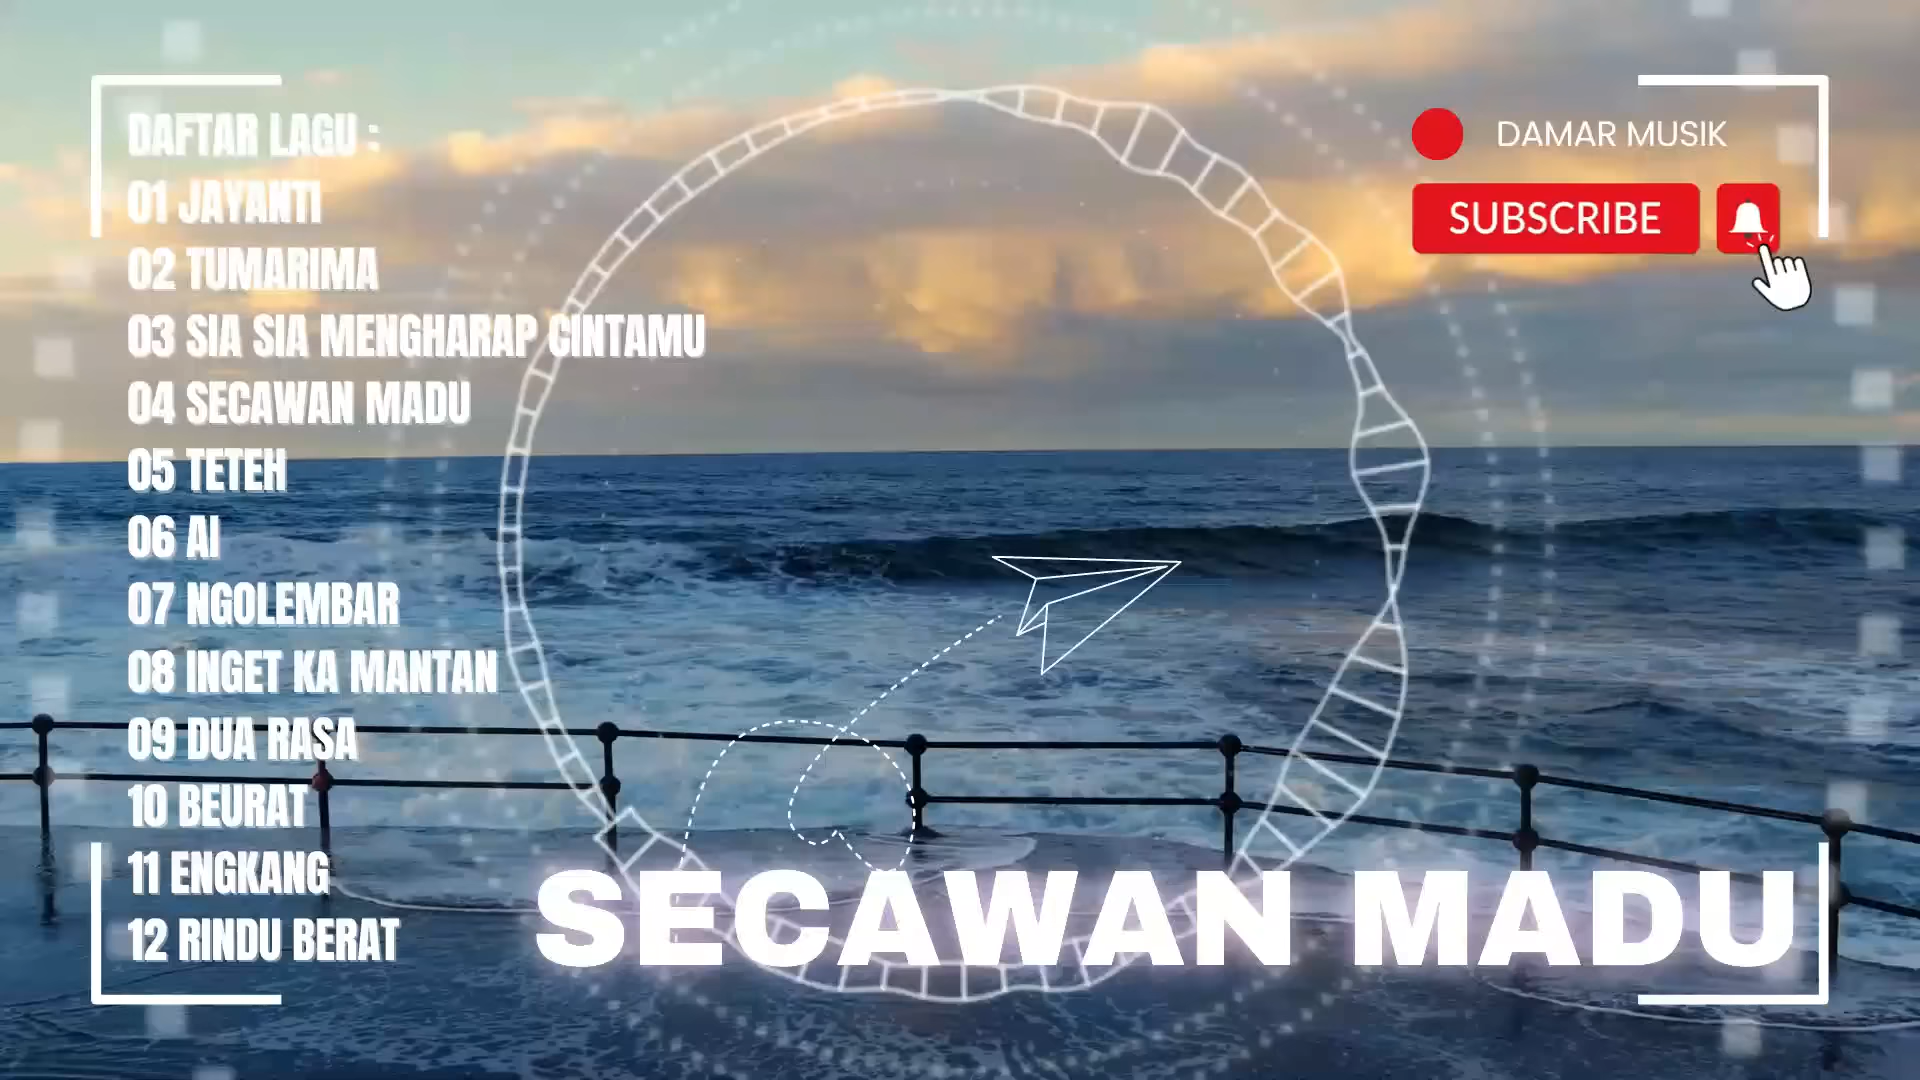 DAFTAR LAGU :
01 JAYANTI
02 TUMARIMA
03 SIA SIA MENGHARAP CINTAMU
04 SECAWAN MADU
05 TETEH
06 AI
07 NGOLEMBAR
08 INGET KA MANTAN
09 DUA RASA
10 BEURAT
11 ENGKANG
12 RINDU BERAT
DAMAR MUSIK
SUBSCRIBE
SECAWAN MADU